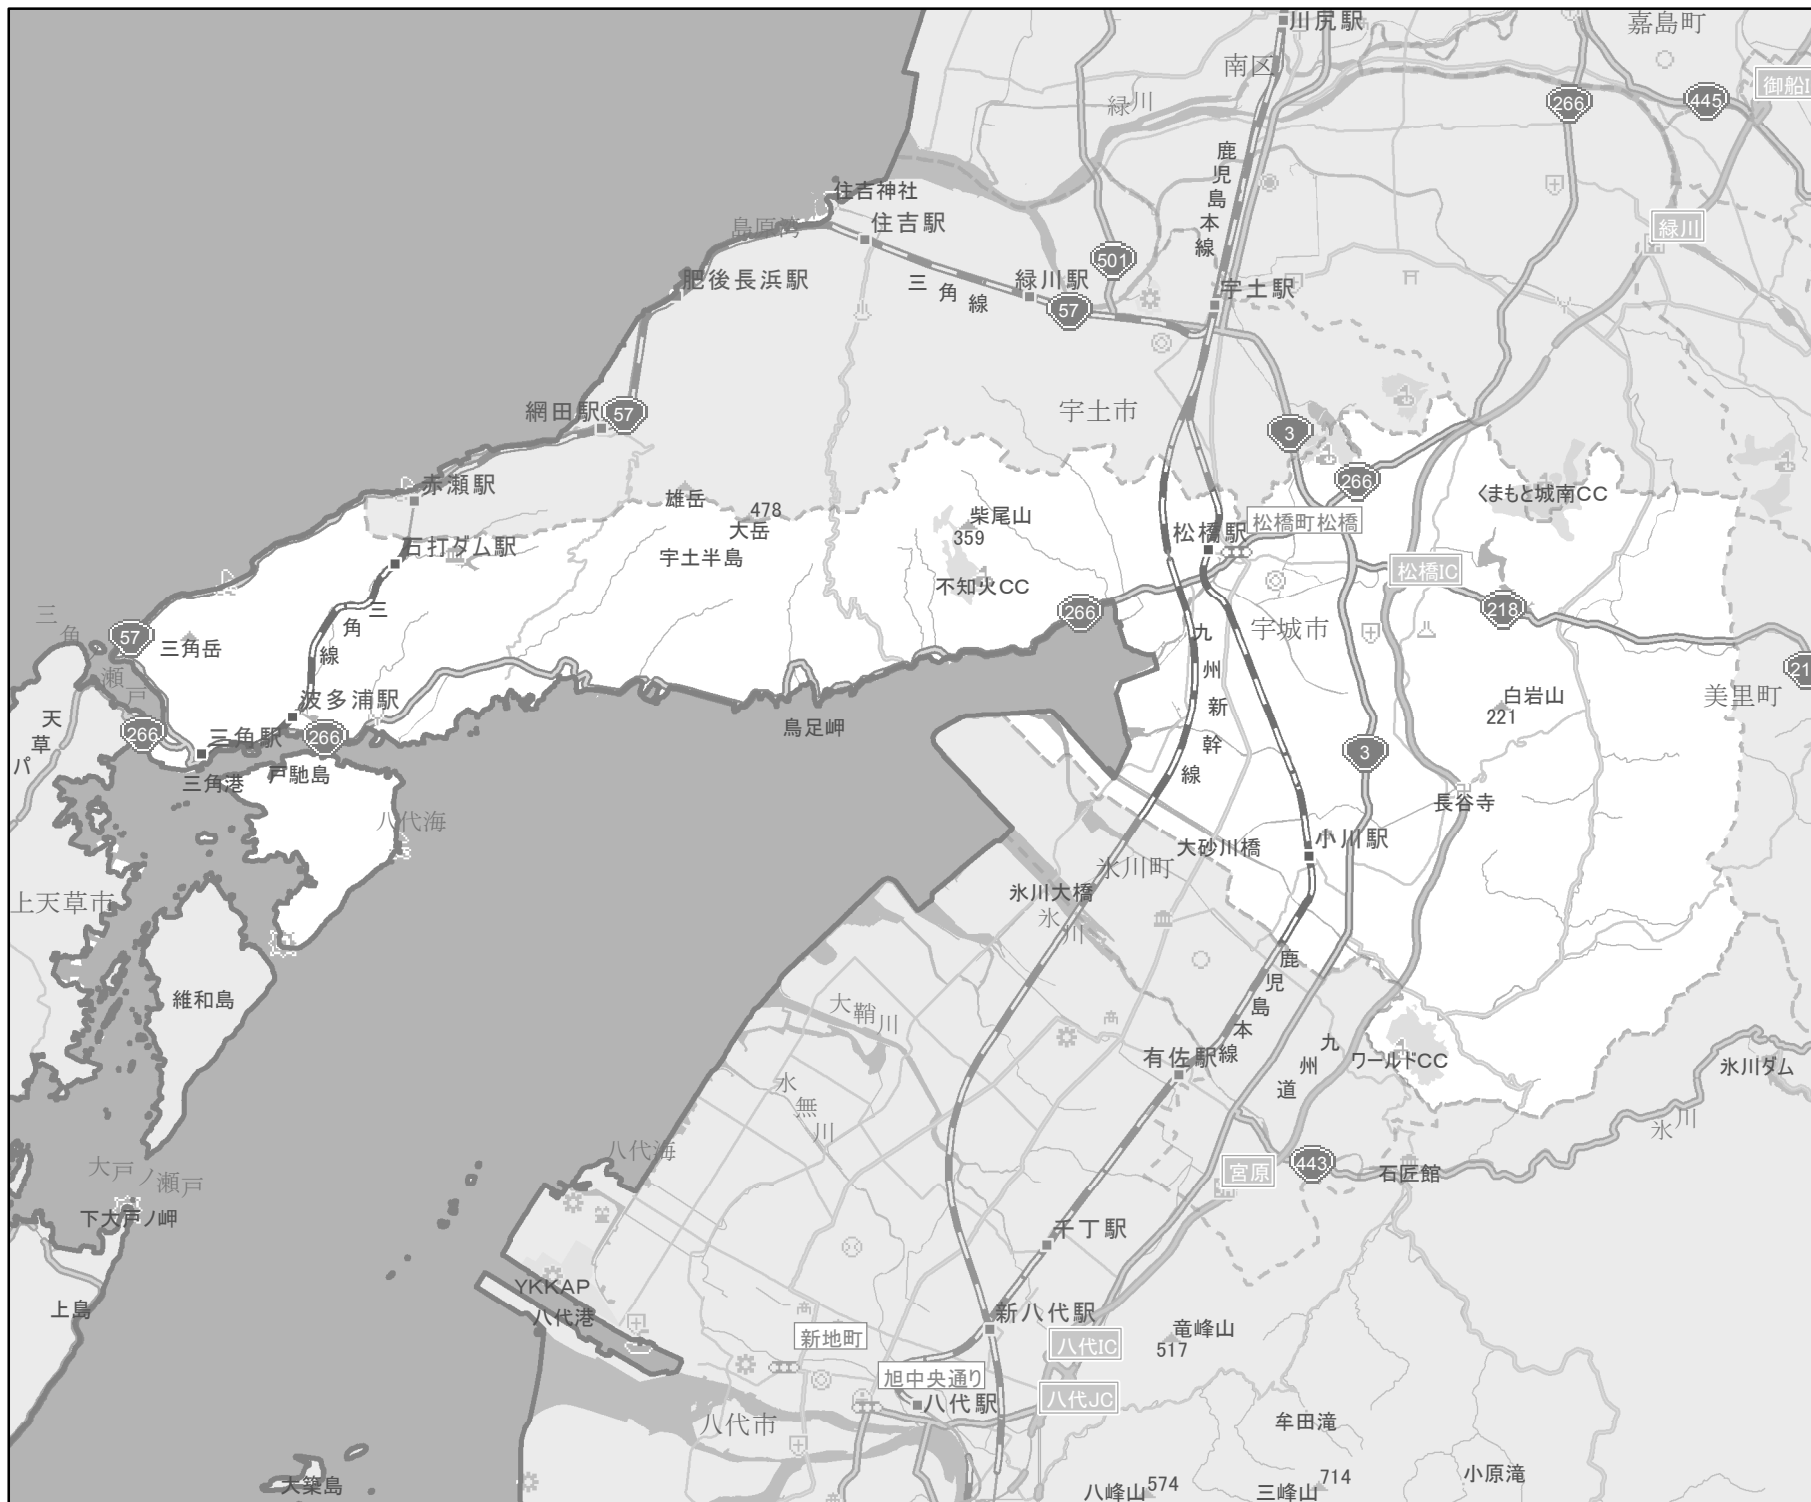 川尻駅
嘉島町
南区
緑川
266
445
鹿児島本線
住吉神社
島原湾
住吉駅
緑川
501
肥後長浜駅
三角線
緑川駅
57
宇土駅
網田駅
57
宇土市
3
266
くまもと城南CC
赤瀬駅
雄岳
478
大岳
柴尾山
359
松橋町松橋
松橋駅
石打ダム駅
宇土半島
不知火CC
松橋IC
三角
57
三角岳
三角線
266
九州新幹線
宇城市
218
瀬戸
波多浦駅
白岩山
221
美里町
天草パ
266
三角駅
266
鳥足岬
3
三角港
戸馳島
長谷寺
八代海
大砂川橋
小川駅
上天草市
氷川町
氷川大橋
氷川
維和島
大鞘川
鹿児島本線
九州道
有佐駅
ワールドCC
氷川ダム
水無川
氷川
八代海
大戸ノ瀬戸
宮原
443
石匠館
下大戸ノ岬
千丁駅
YKKAP
八代港
上島
新地町
新八代駅
八代IC
竜峰山
517
旭中央通り
八代駅
八代JC
八代市
牟田滝
大築島
八峰山
574
三峰山
714
小原滝